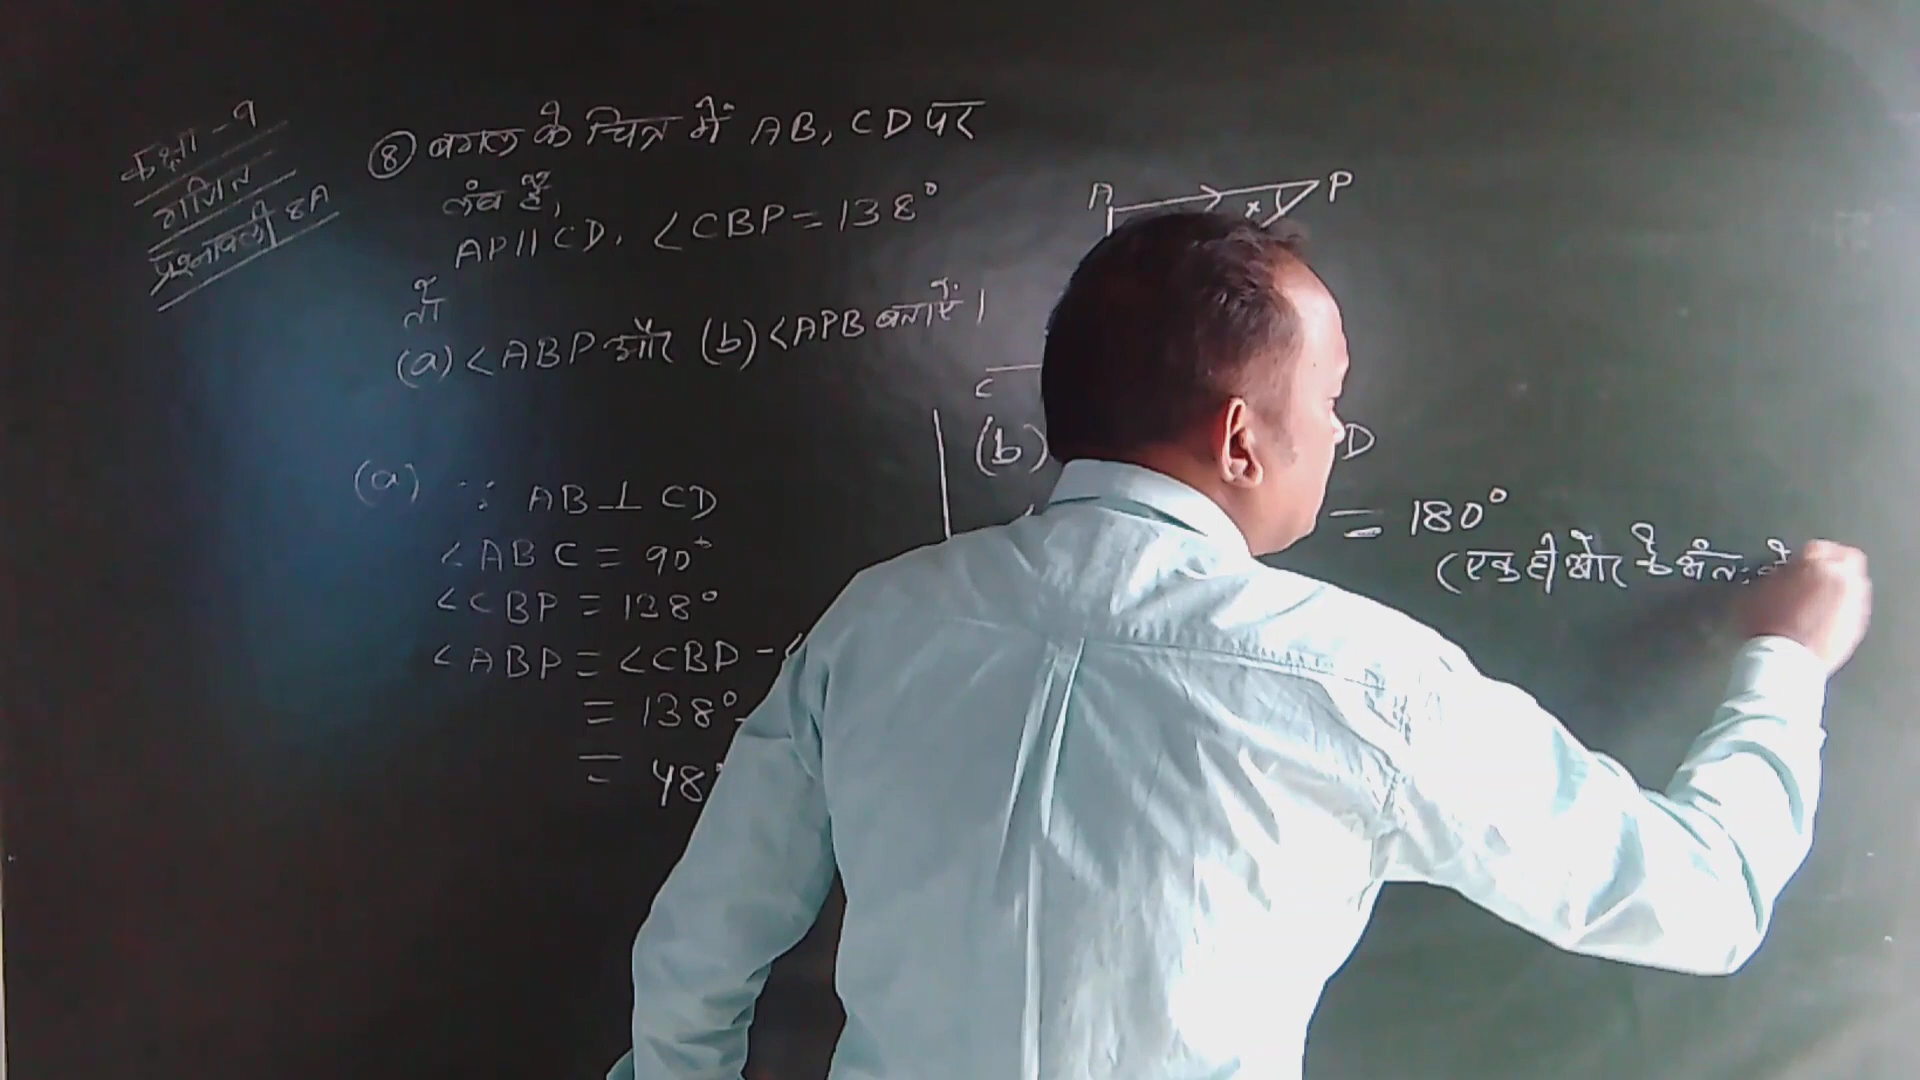 कक्षा - 9
गणित
प्रश्नावली 8A
⑧ बगल के चित्र में AB, CD पर
लंब है,
AP || CD, <CBP = 138°
तो
(a) <ABP और (b) <APB बताएँ।
A P
x
C
(a) ∵ AB ⊥ CD
<ABC = 90°
<CBP = 138°
<ABP = <CBP - <
= 138° -
= 48°
(b) D
= 180°
(एक ही ओर के अंतः